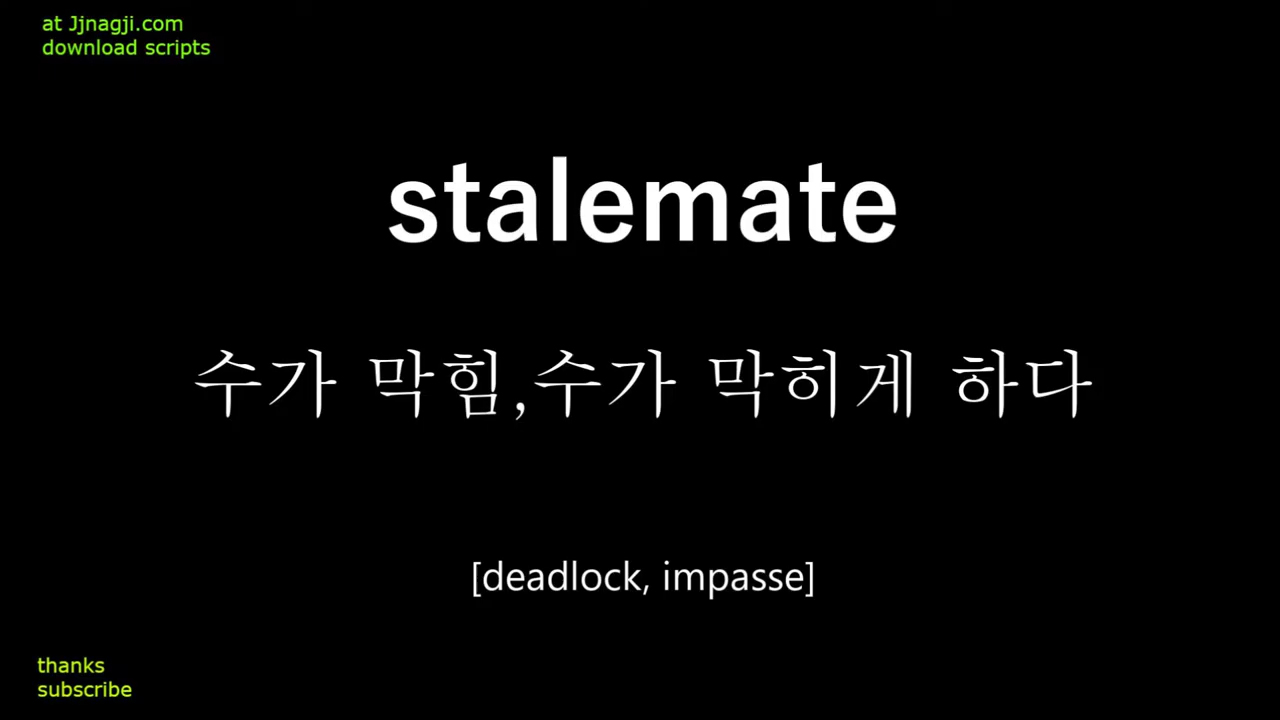 at Jjnagji.com
download scripts
stalemate
수가 막힘,수가 막히게 하다
[deadlock, impasse]
thanks
subscribe